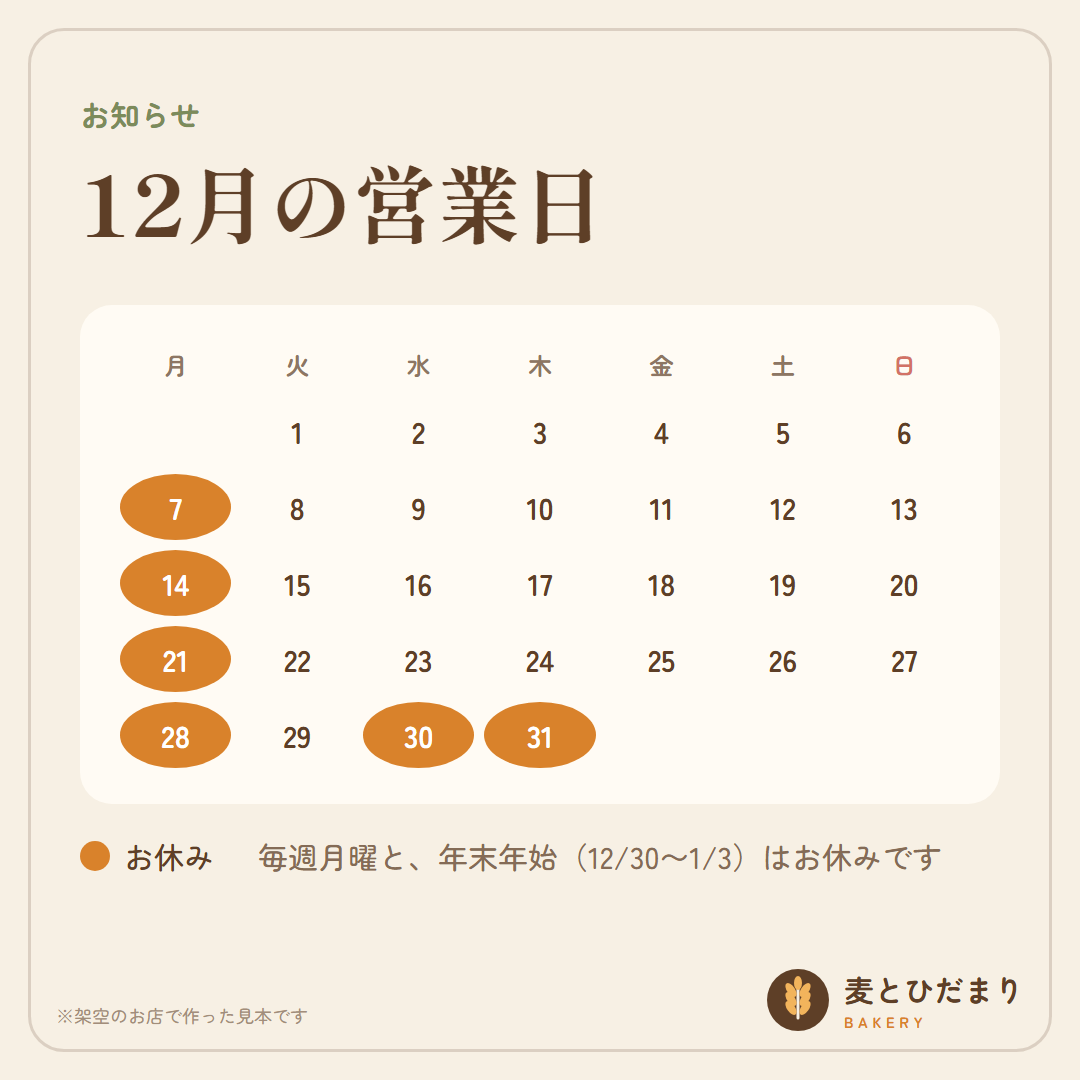 お知らせ
12月の営業日
月 火 水 木 金 土 日
1 2 3 4 5 6
7 8 9 10 11 12 13
14 15 16 17 18 19 20
21 22 23 24 25 26 27
28 29 30 31
お休み 毎週月曜と、年末年始（12/30〜1/3）はお休みです
麦とひだまり
BAKERY
※架空のお店で作った見本です